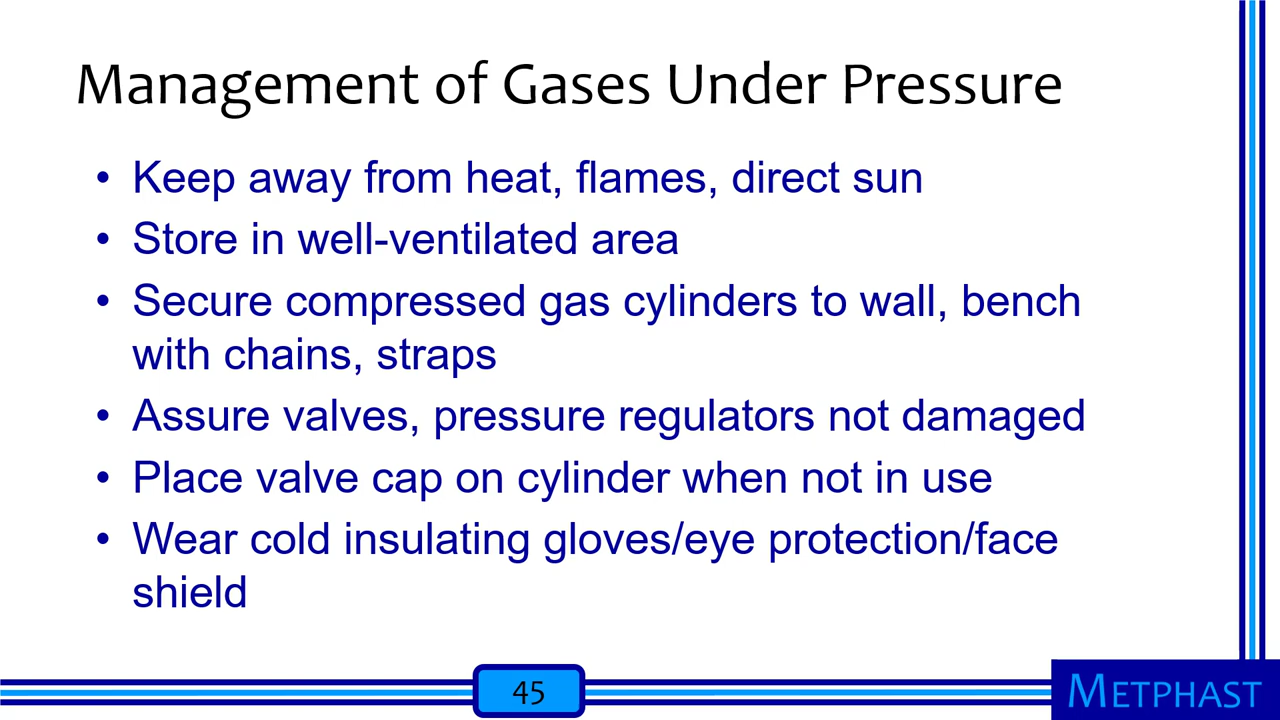 Management of Gases Under Pressure
• Keep away from heat, flames, direct sun
• Store in well-ventilated area
• Secure compressed gas cylinders to wall, bench
with chains, straps
• Assure valves, pressure regulators not damaged
• Place valve cap on cylinder when not in use
• Wear cold insulating gloves/eye protection/face
shield
45
METPHAST